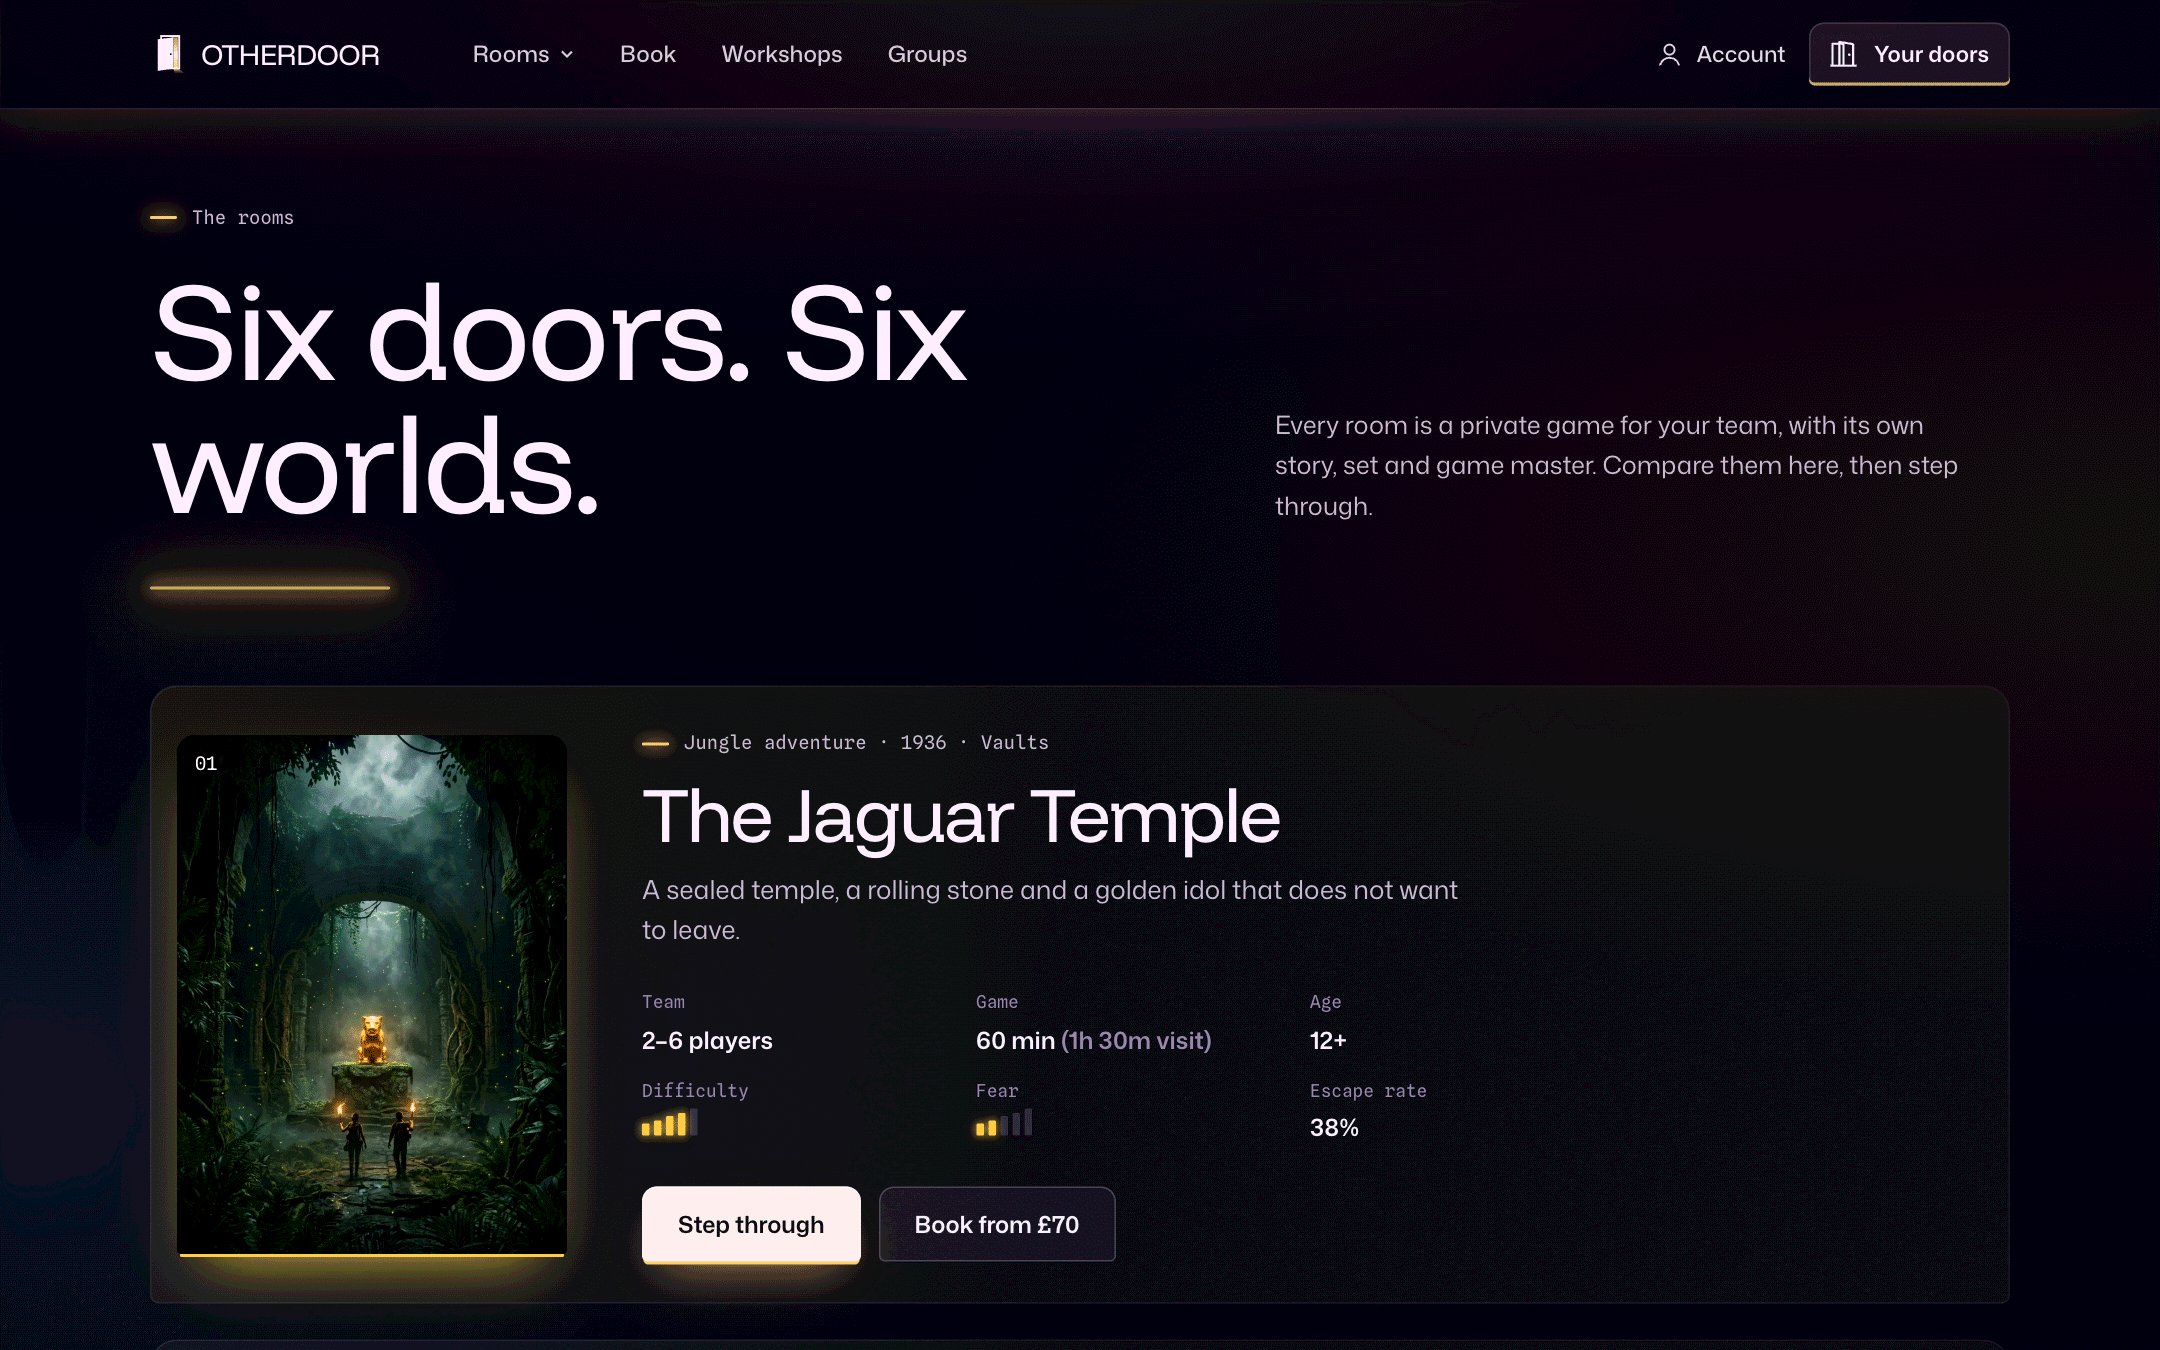 OTHERDOOR
Rooms
Book
Workshops
Groups
Account
Your doors
The rooms
Six doors. Six
worlds.
Every room is a private game for your team, with its own
story, set and game master. Compare them here, then step
through.
01
Jungle adventure · 1936 · Vaults
The Jaguar Temple
A sealed temple, a rolling stone and a golden idol that does not want
to leave.
Team
Game
Age
2–6 players
60 min (1h 30m visit)
12+
Difficulty
Fear
Escape rate
38%
Step through
Book from £70